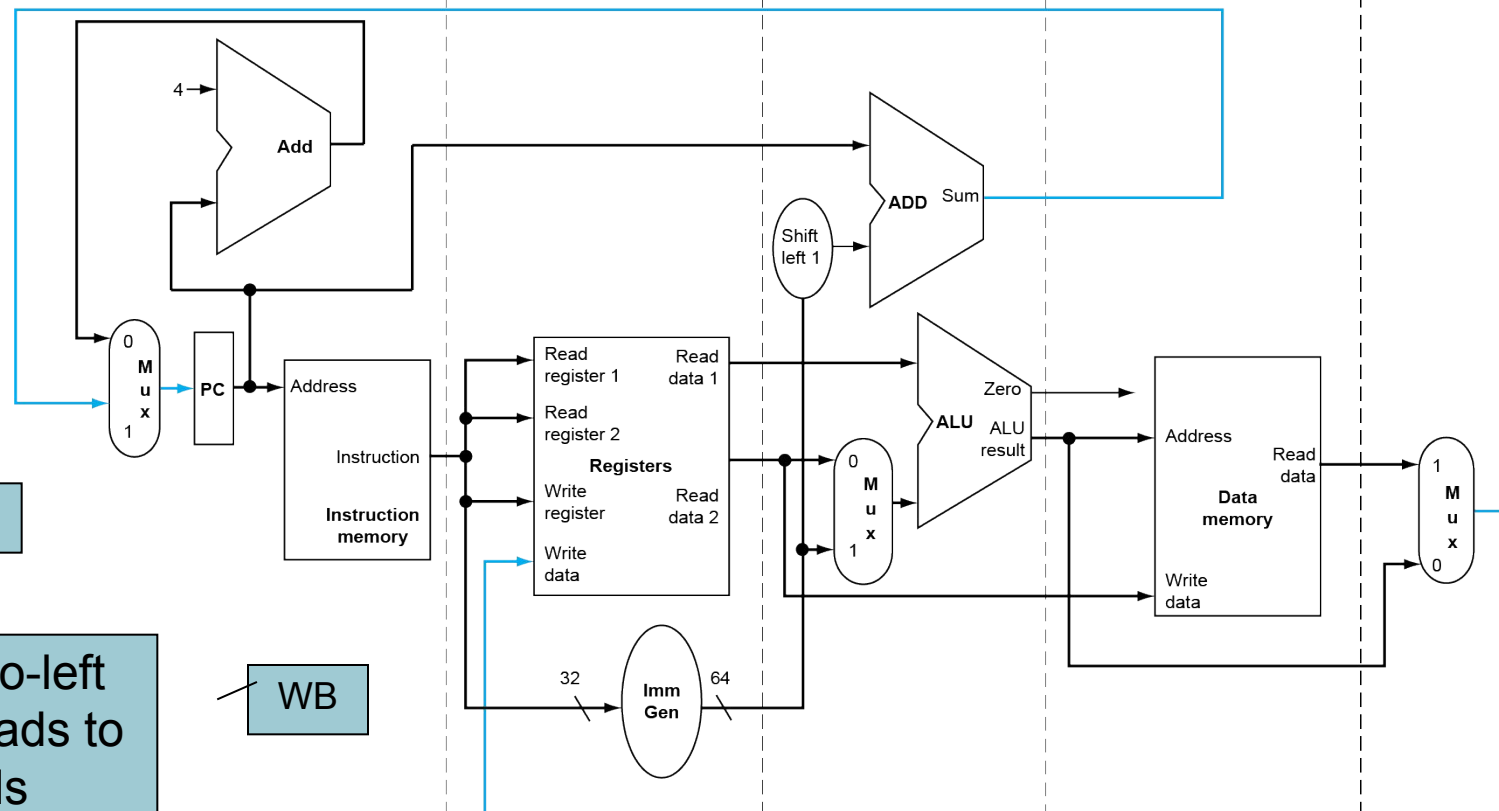 4
Add
ADD
Sum
Shift
left 1
0
M
u
x
1
PC
Address
Instruction
Instruction
memory
Read
register 1
Read
register 2
Registers
Write
register
Write
data
Read
data 1
Read
data 2
0
M
u
x
1
Zero
ALU
ALU
result
Address
Read
data
Data
memory
Write
data
1
M
u
x
0
32
Imm
Gen
64
WB
o-left
ads to
ls